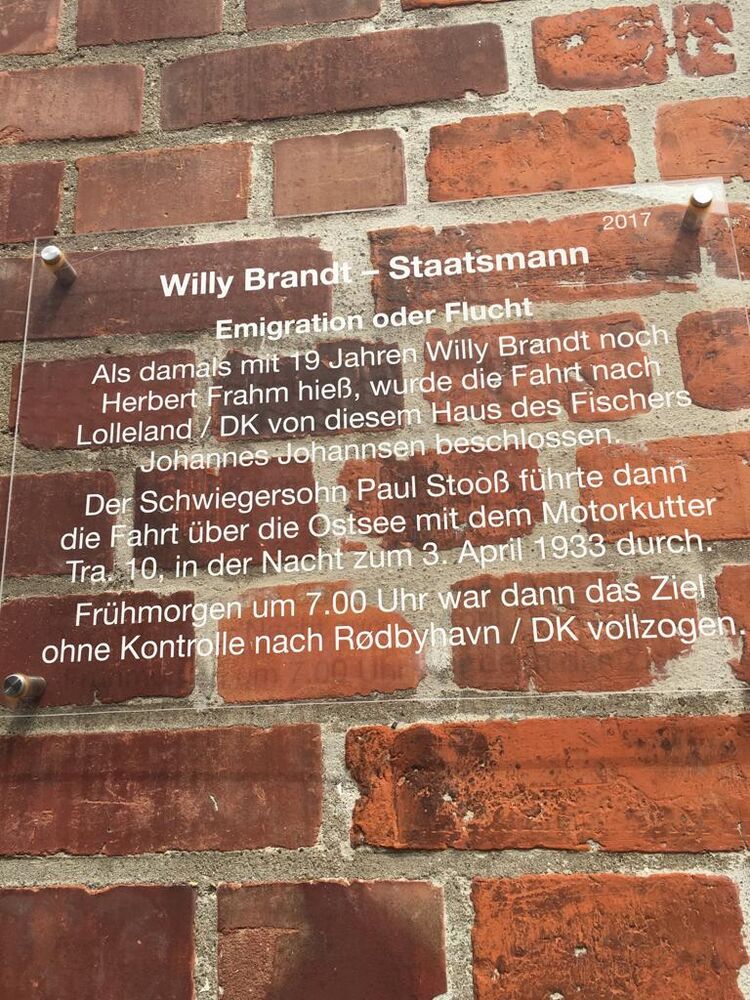 2017
Willy Brandt – Staatsmann
Emigration oder Flucht
Als damals mit 19 Jahren Willy Brandt noch
Herbert Frahm hieß, wurde die Fahrt nach
Lolleland / DK von diesem Haus des Fischers
Johannes Johannsen beschlossen.
Der Schwiegersohn Paul Stooß führte dann
die Fahrt über die Ostsee mit dem Motorkutter
Tra. 10, in der Nacht zum 3. April 1933 durch.
Frühmorgen um 7.00 Uhr war dann das Ziel
ohne Kontrolle nach Rødbyhavn / DK vollzogen.